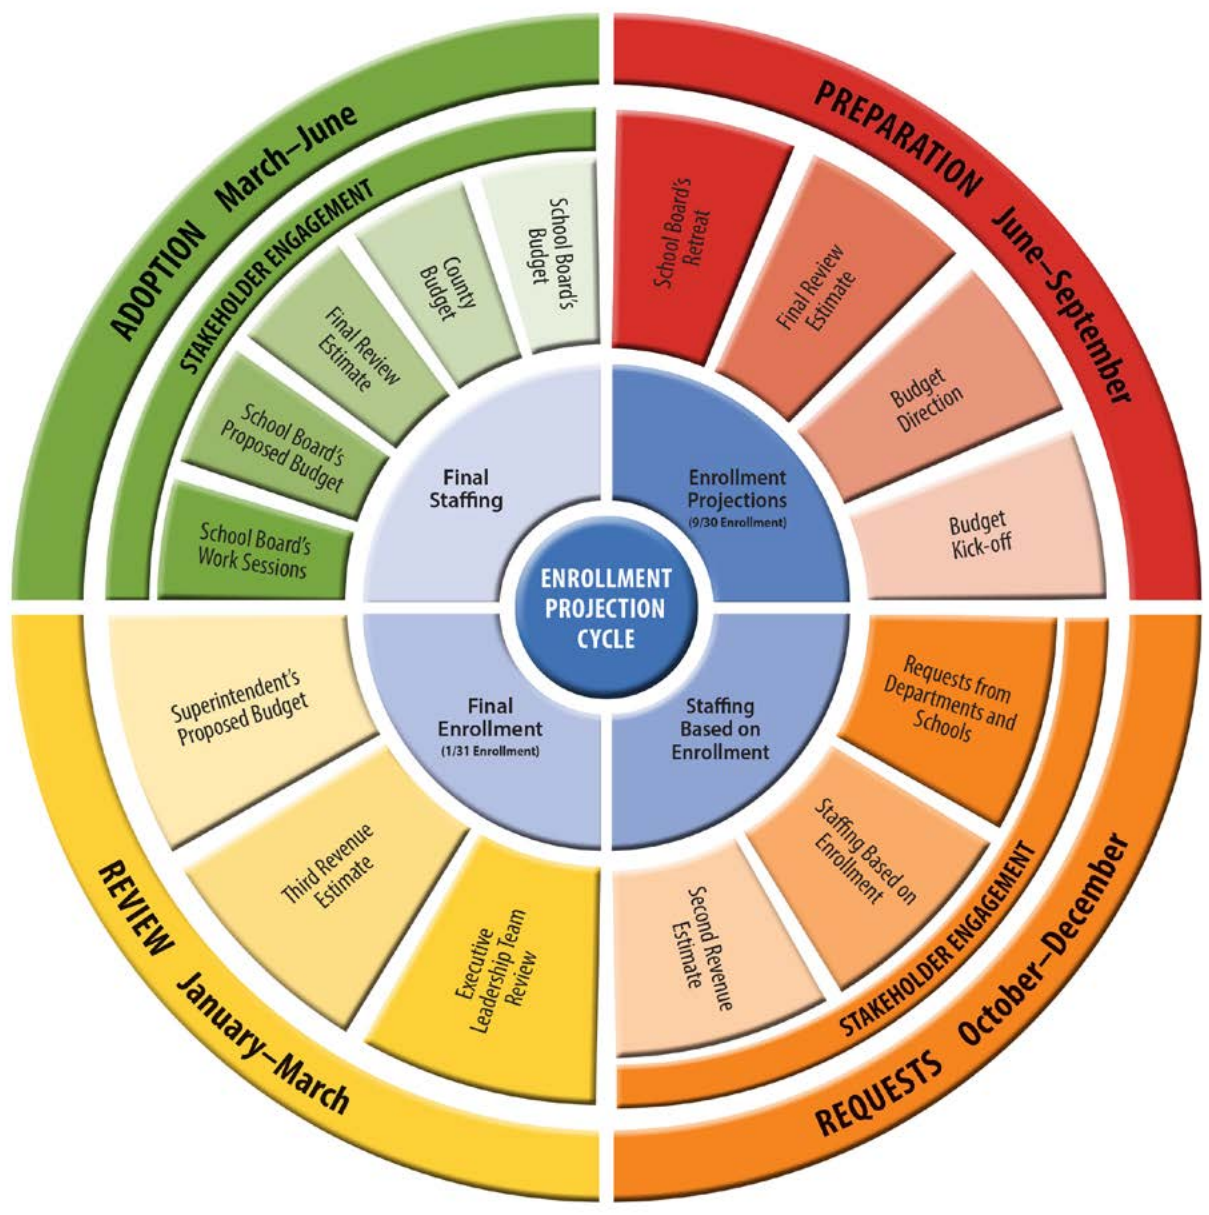 PREPARATION June–September
School Board's
Retreat
Final Review
Estimate
Budget
Direction
Budget
Kick-off
REQUESTS October–December
STAKEHOLDER ENGAGEMENT
Requests from
Departments and
Schools
Staffing Based on
Enrollment
Second Revenue
Estimate
REVIEW January–March
Executive
Leadership Team
Review
Third Revenue
Estimate
Superintendent's
Proposed Budget
ADOPTION March–June
STAKEHOLDER ENGAGEMENT
School Board's
Work Sessions
School Board's
Proposed Budget
Final Review
Estimate
County
Budget
School Board's
Budget
Enrollment
Projections
(9/30 Enrollment)
Staffing
Based on
Enrollment
Final
Enrollment
(1/31 Enrollment)
Final
Staffing
ENROLLMENT
PROJECTION
CYCLE